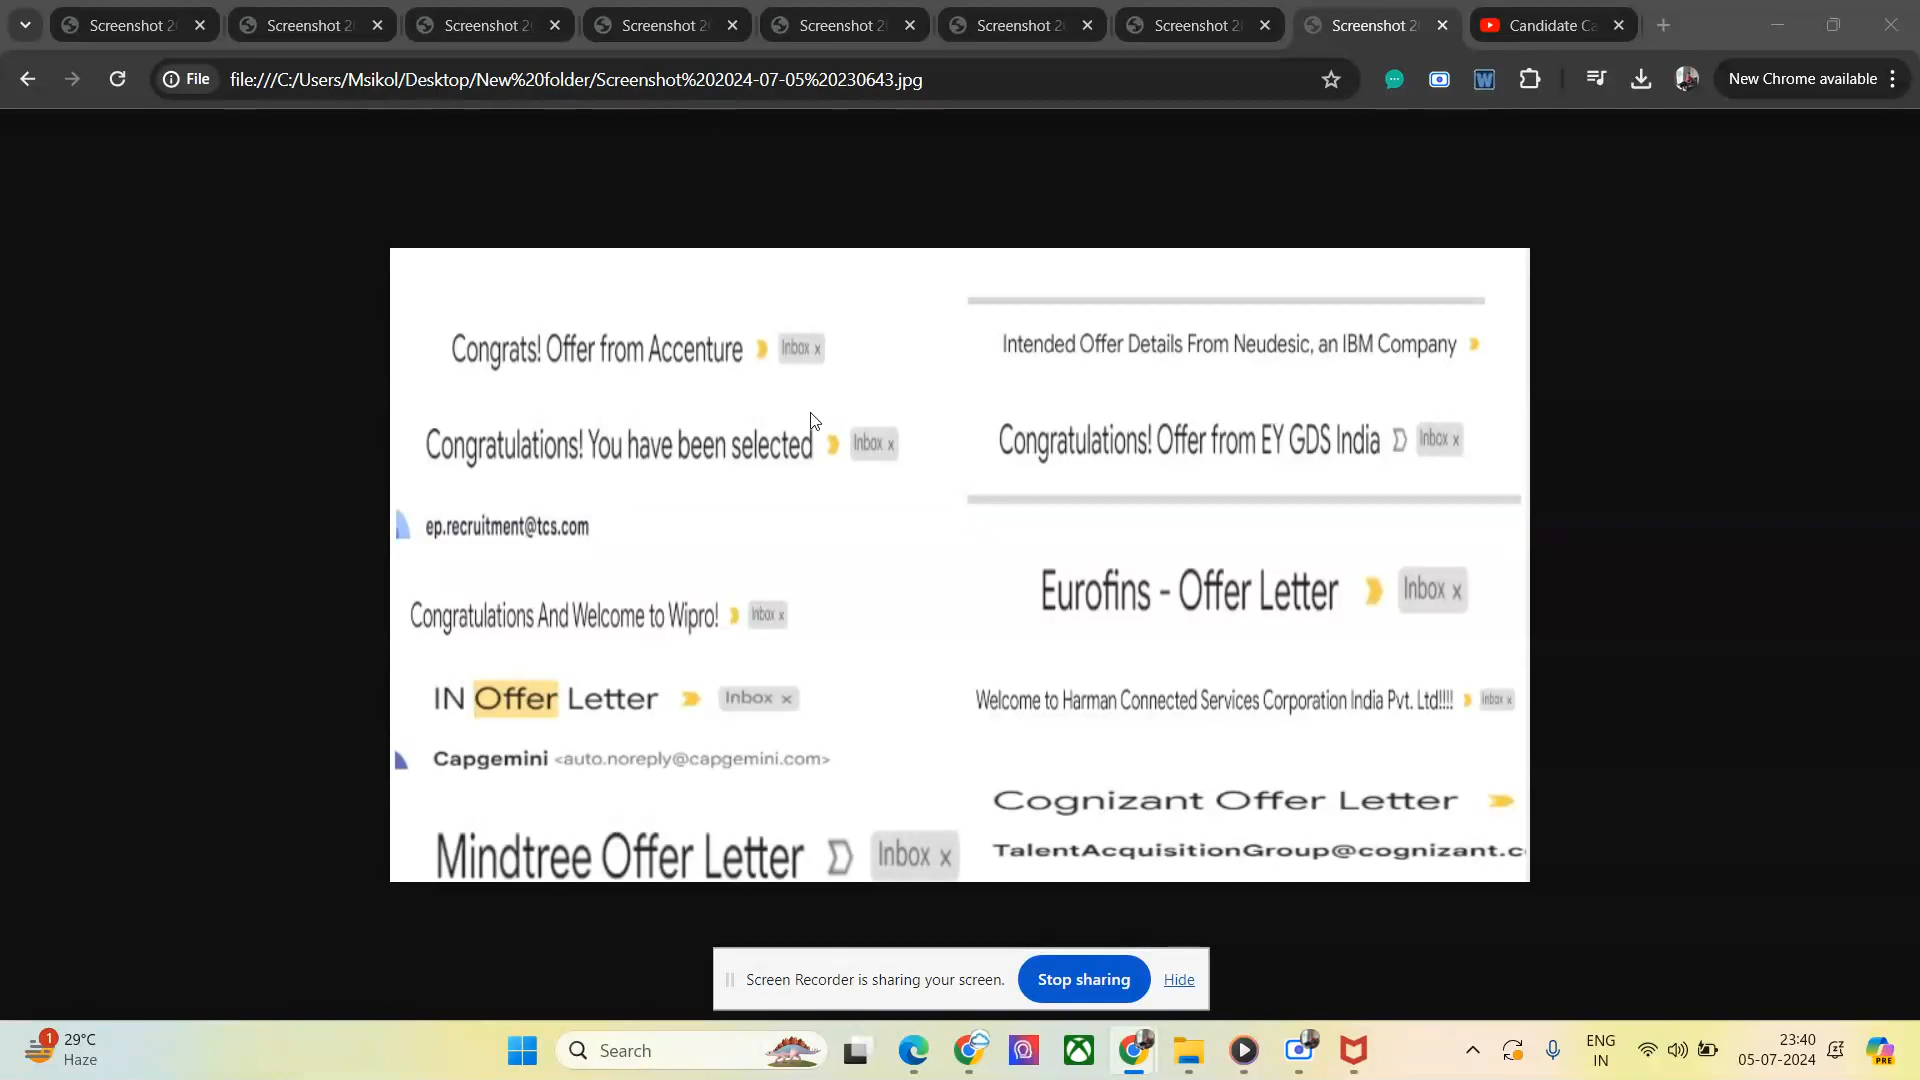 Screenshot 2
Screenshot 2
Screenshot 2
Screenshot 2
Screenshot 2
Screenshot 2
Screenshot 2
Screenshot 2
Candidate Ca
File
file:///C:/Users/Msikol/Desktop/New%20folder/Screenshot%202024-07-05%20230643.jpg
New Chrome available
Congrats! Offer from Accenture Inbox x
Congratulations! You have been selected Inbox x
ep.recruitment@tcs.com
Congratulations And Welcome to Wipro! Inbox x
IN Offer Letter Inbox x
Capgemini <auto.noreply@capgemini.com>
Mindtree Offer Letter Inbox x
Intended Offer Details From Neudesic, an IBM Company
Congratulations! Offer from EY GDS India Inbox x
Eurofins - Offer Letter Inbox x
Welcome to Harman Connected Services Corporation India Pvt. Ltd!!!! Inbox x
Cognizant Offer Letter
TalentAcquisitionGroup@cognizant.c
Screen Recorder is sharing your screen. Stop sharing Hide
1
29°C
Haze
Search
ENG
IN
23:40
05-07-2024
PRE